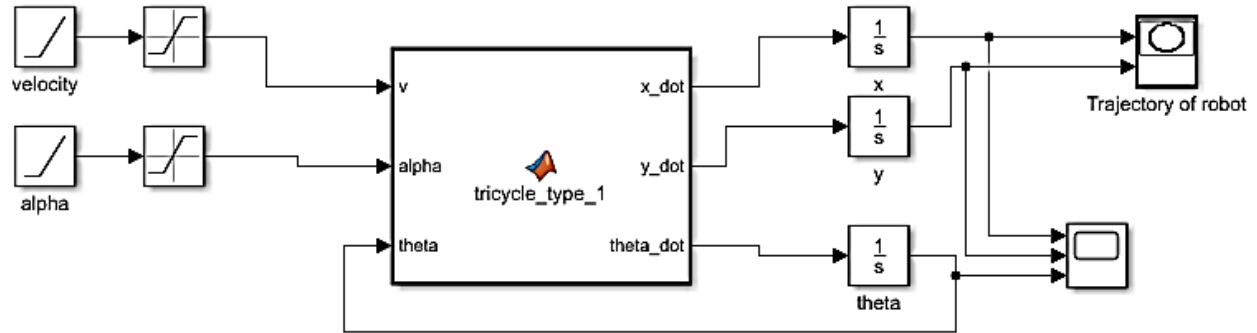 velocity
alpha
v
alpha
theta
tricycle_type_1
x_dot
y_dot
theta_dot
1
s
x
1
s
y
1
s
theta
Trajectory of robot